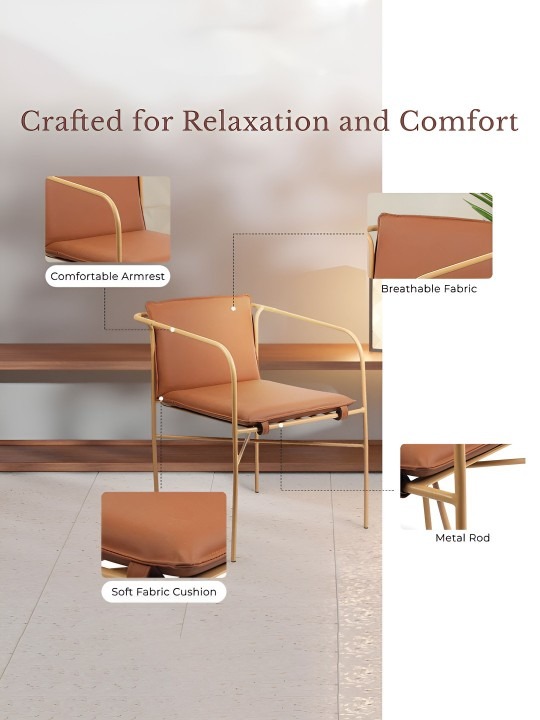 Crafted for Relaxation and Comfort
Comfortable Armrest
Breathable Fabric
Metal Rod
Soft Fabric Cushion